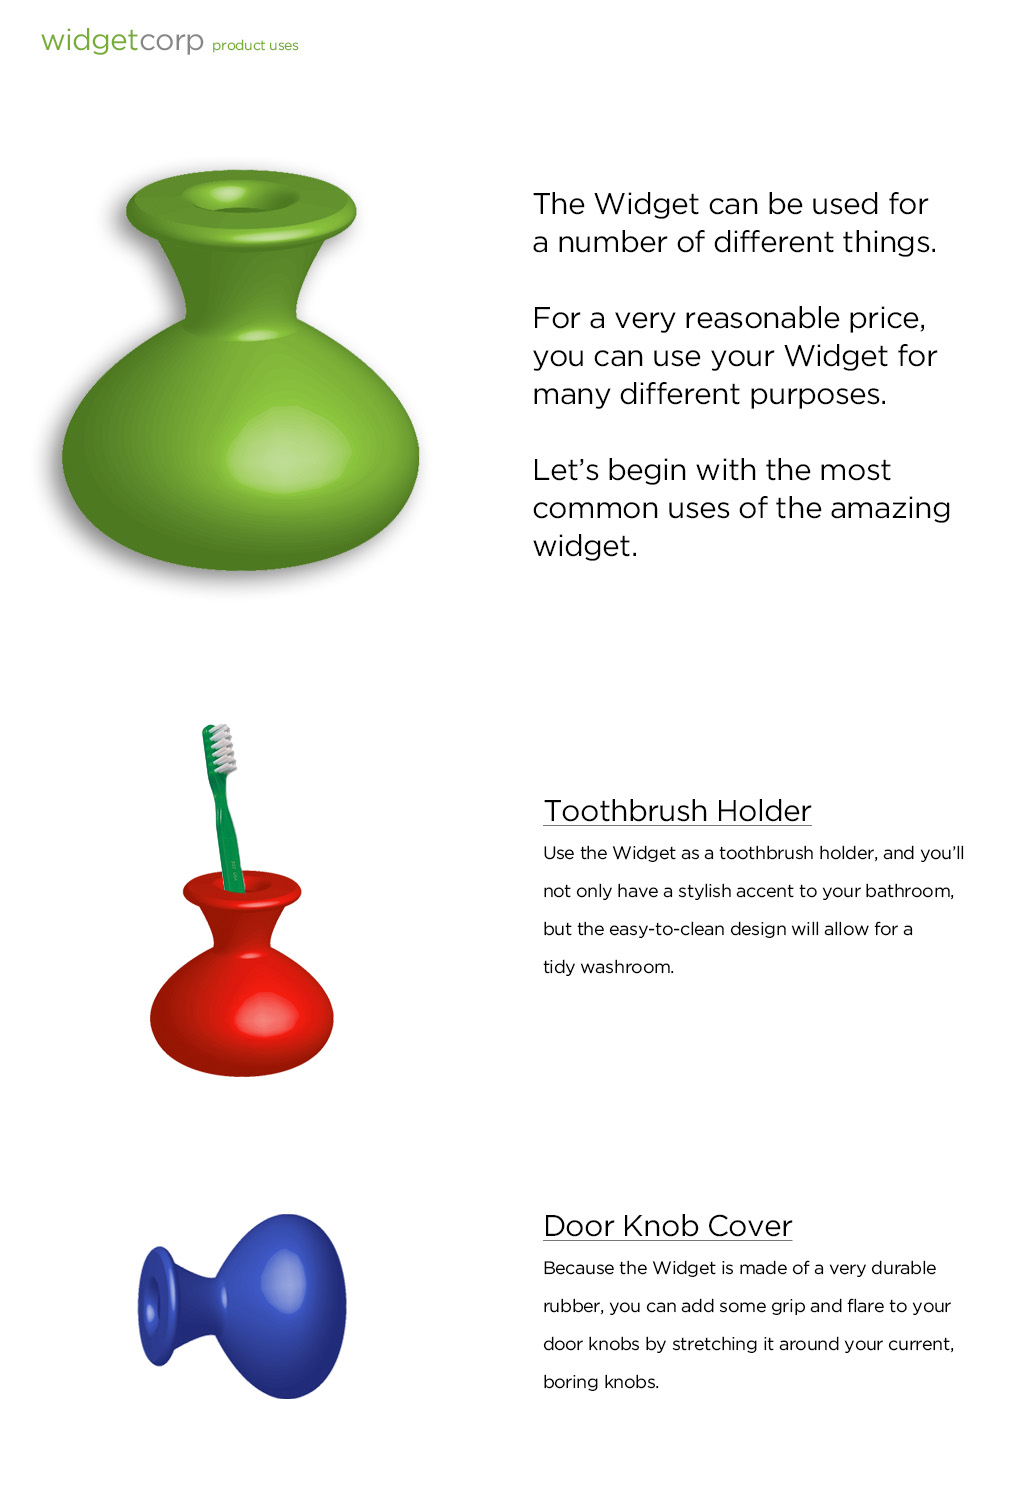 widgetcorp product uses
The Widget can be used for
a number of different things.
For a very reasonable price,
you can use your Widget for
many different purposes.
Let’s begin with the most
common uses of the amazing
widget.
Toothbrush Holder
Use the Widget as a toothbrush holder, and you’ll
not only have a stylish accent to your bathroom,
but the easy-to-clean design will allow for a
tidy washroom.
Door Knob Cover
Because the Widget is made of a very durable
rubber, you can add some grip and flare to your
door knobs by stretching it around your current,
boring knobs.